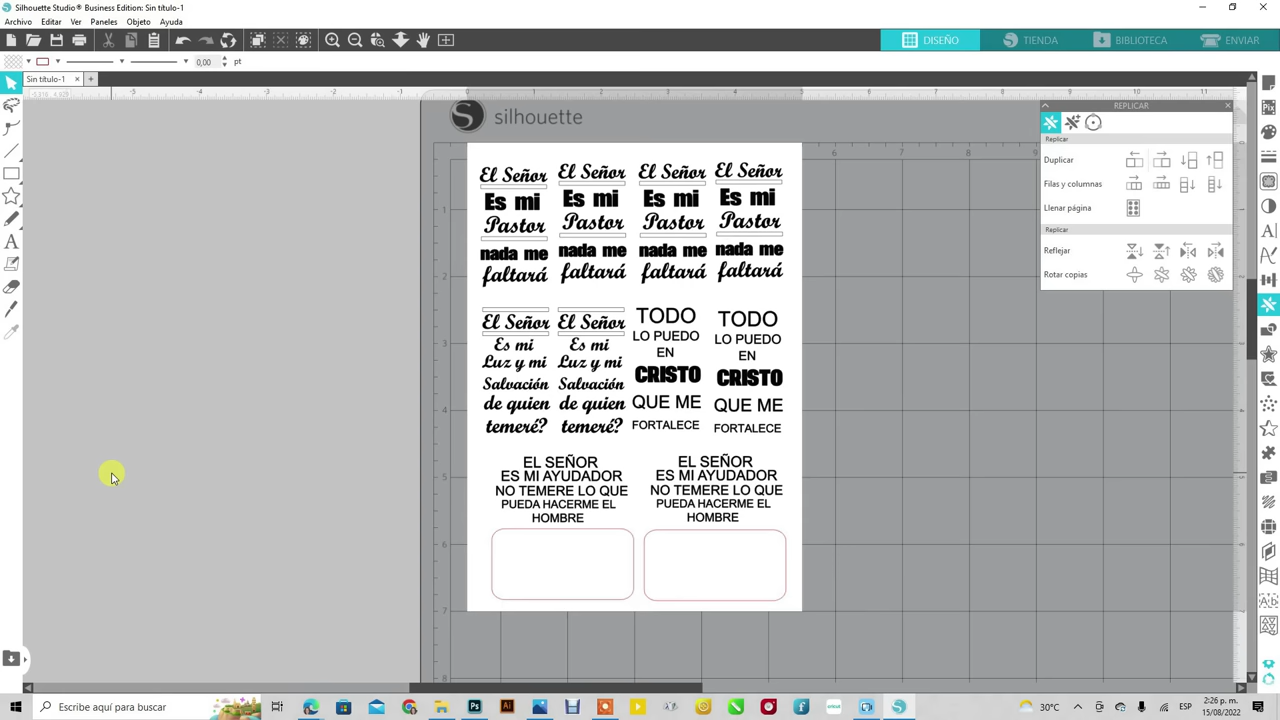 Silhouette Studio® Business Edition: Sin título-1
Archivo Editar Ver Paneles Objeto Ayuda
DISEÑO TIENDA BIBLIOTECA ENVIAR
0,00 pt
Sin título-1
silhouette
REPLICAR
Replicar
Duplicar
Filas y columnas
Llenar página
Replicar
Reflejar
Rotar copias
El Señor El Señor El Señor El Señor
Es mi Es mi Es mi Es mi
Pastor Pastor Pastor Pastor
nada me nada me nada me nada me
faltará faltará faltará faltará
El Señor El Señor TODO TODO
Es mi Es mi LO PUEDO LO PUEDO
Luz y mi Luz y mi EN EN
Salvación Salvación CRISTO CRISTO
de quien de quien QUE ME QUE ME
temeré? temeré? FORTALECE FORTALECE
EL SEÑOR EL SEÑOR
ES MI AYUDADOR ES MI AYUDADOR
NO TEMERE LO QUE NO TEMERE LO QUE
PUEDA HACERME EL PUEDA HACERME EL
HOMBRE HOMBRE
Escribe aquí para buscar
30°C ESP 2:26 p. m.
15/08/2022